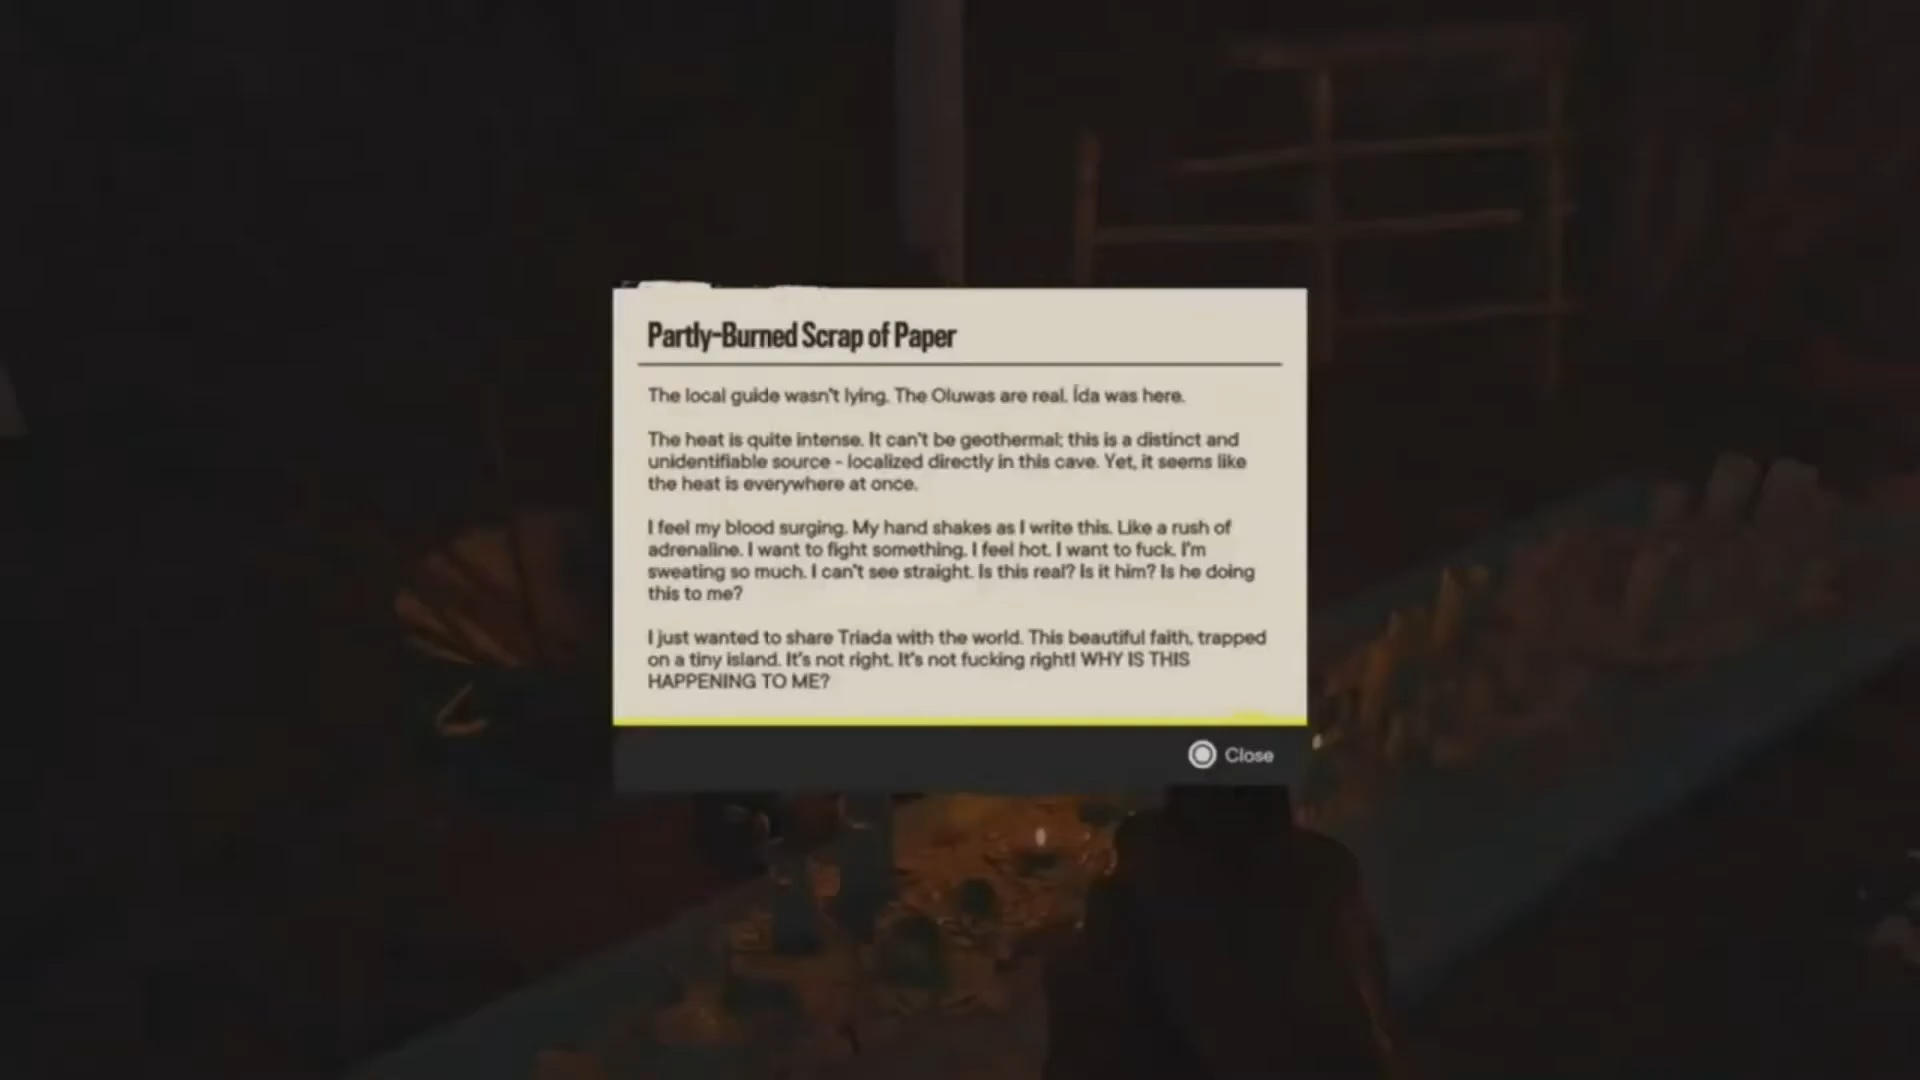 Partly-Burned Scrap of Paper
The local guide wasn't lying. The Oluwas are real. Ída was here.
The heat is quite intense. It can't be geothermal; this is a distinct and
unidentifiable source - localized directly in this cave. Yet, it seems like
the heat is everywhere at once.
I feel my blood surging. My hand shakes as I write this. Like a rush of
adrenaline. I want to fight something. I feel hot. I want to fuck. I'm
sweating so much. I can't see straight. Is this real? Is it him? Is he doing
this to me?
I just wanted to share Triada with the world. This beautiful faith, trapped
on a tiny island. It's not right. It's not fucking right! WHY IS THIS
HAPPENING TO ME?
Close